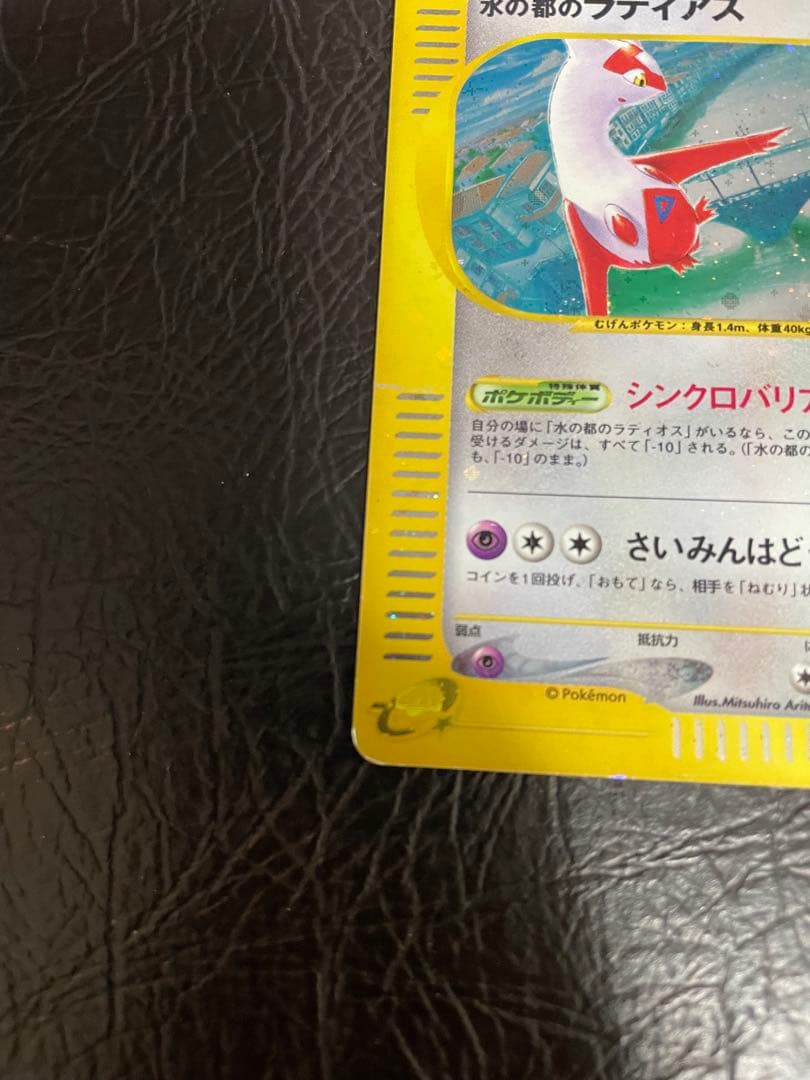 水の都のラティアス
むげんポケモン：身長1.4m、体重40kg
特殊体質
ポケボディー
シンクロバリア
自分の場に「水の都のラティオス」がいるなら、この
受けるダメージは、すべて「-10」される。（「水の都の
も、「-10」のまま。）
さいみんはど
コインを1回投げ、「おもて」なら、相手を「ねむり」状
弱点
抵抗力
© Pokémon
Illus.Mitsuhiro Arita